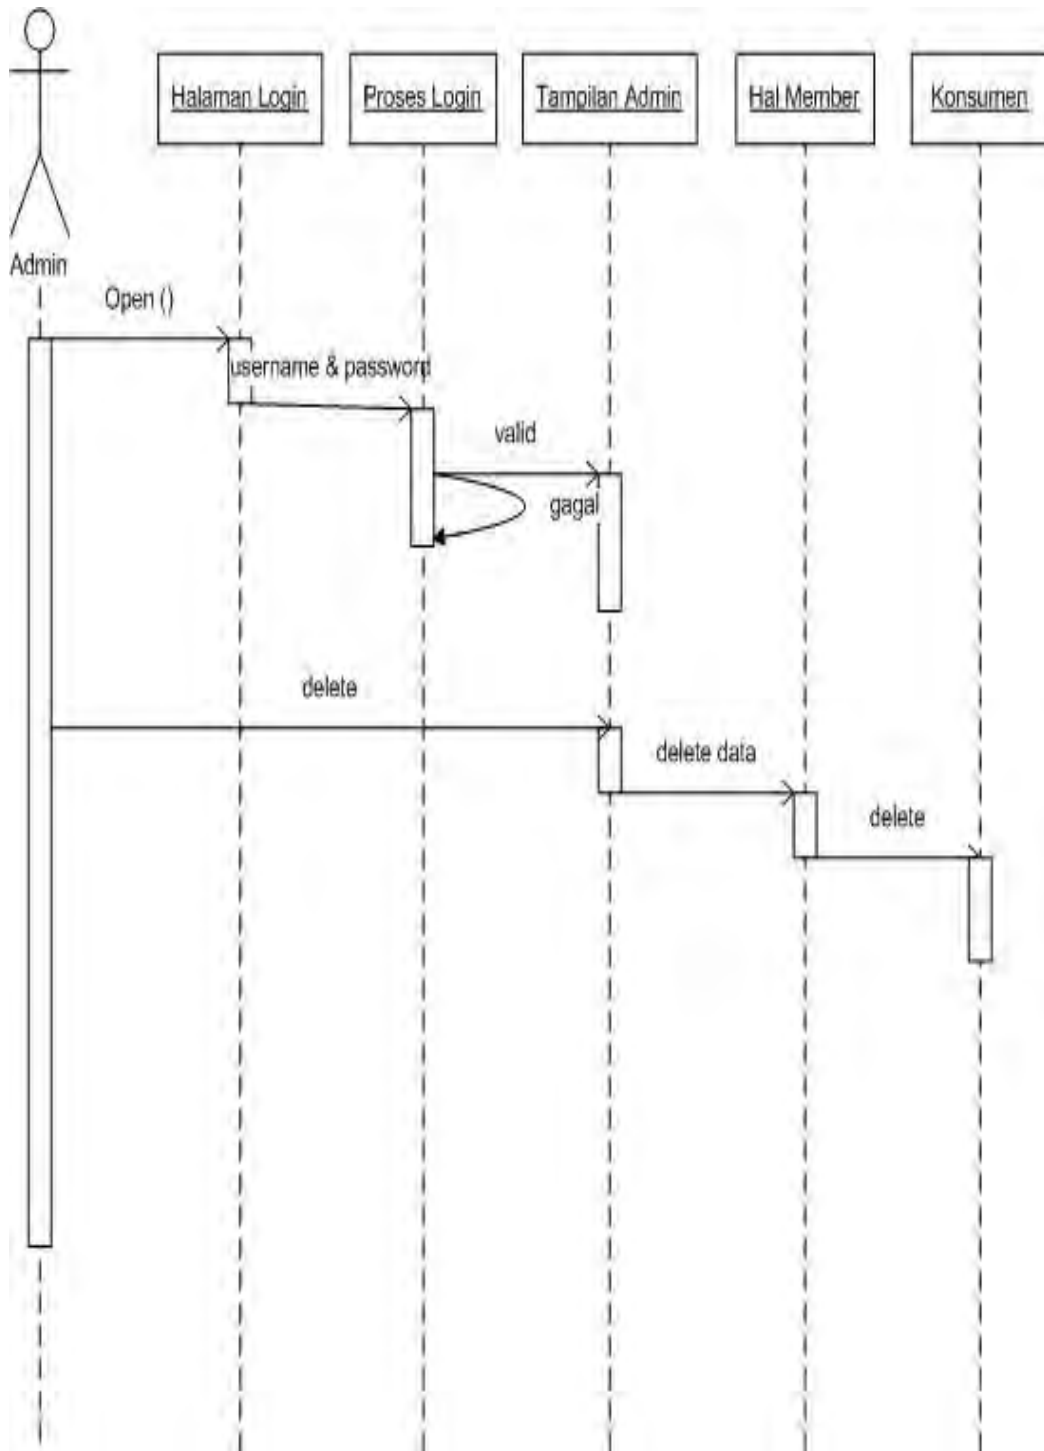 Halaman Login
Proses Login
Tampilan Admin
Hal Member
Konsumen
Admin
Open ()
username & password
valid
gagal
delete
delete data
delete